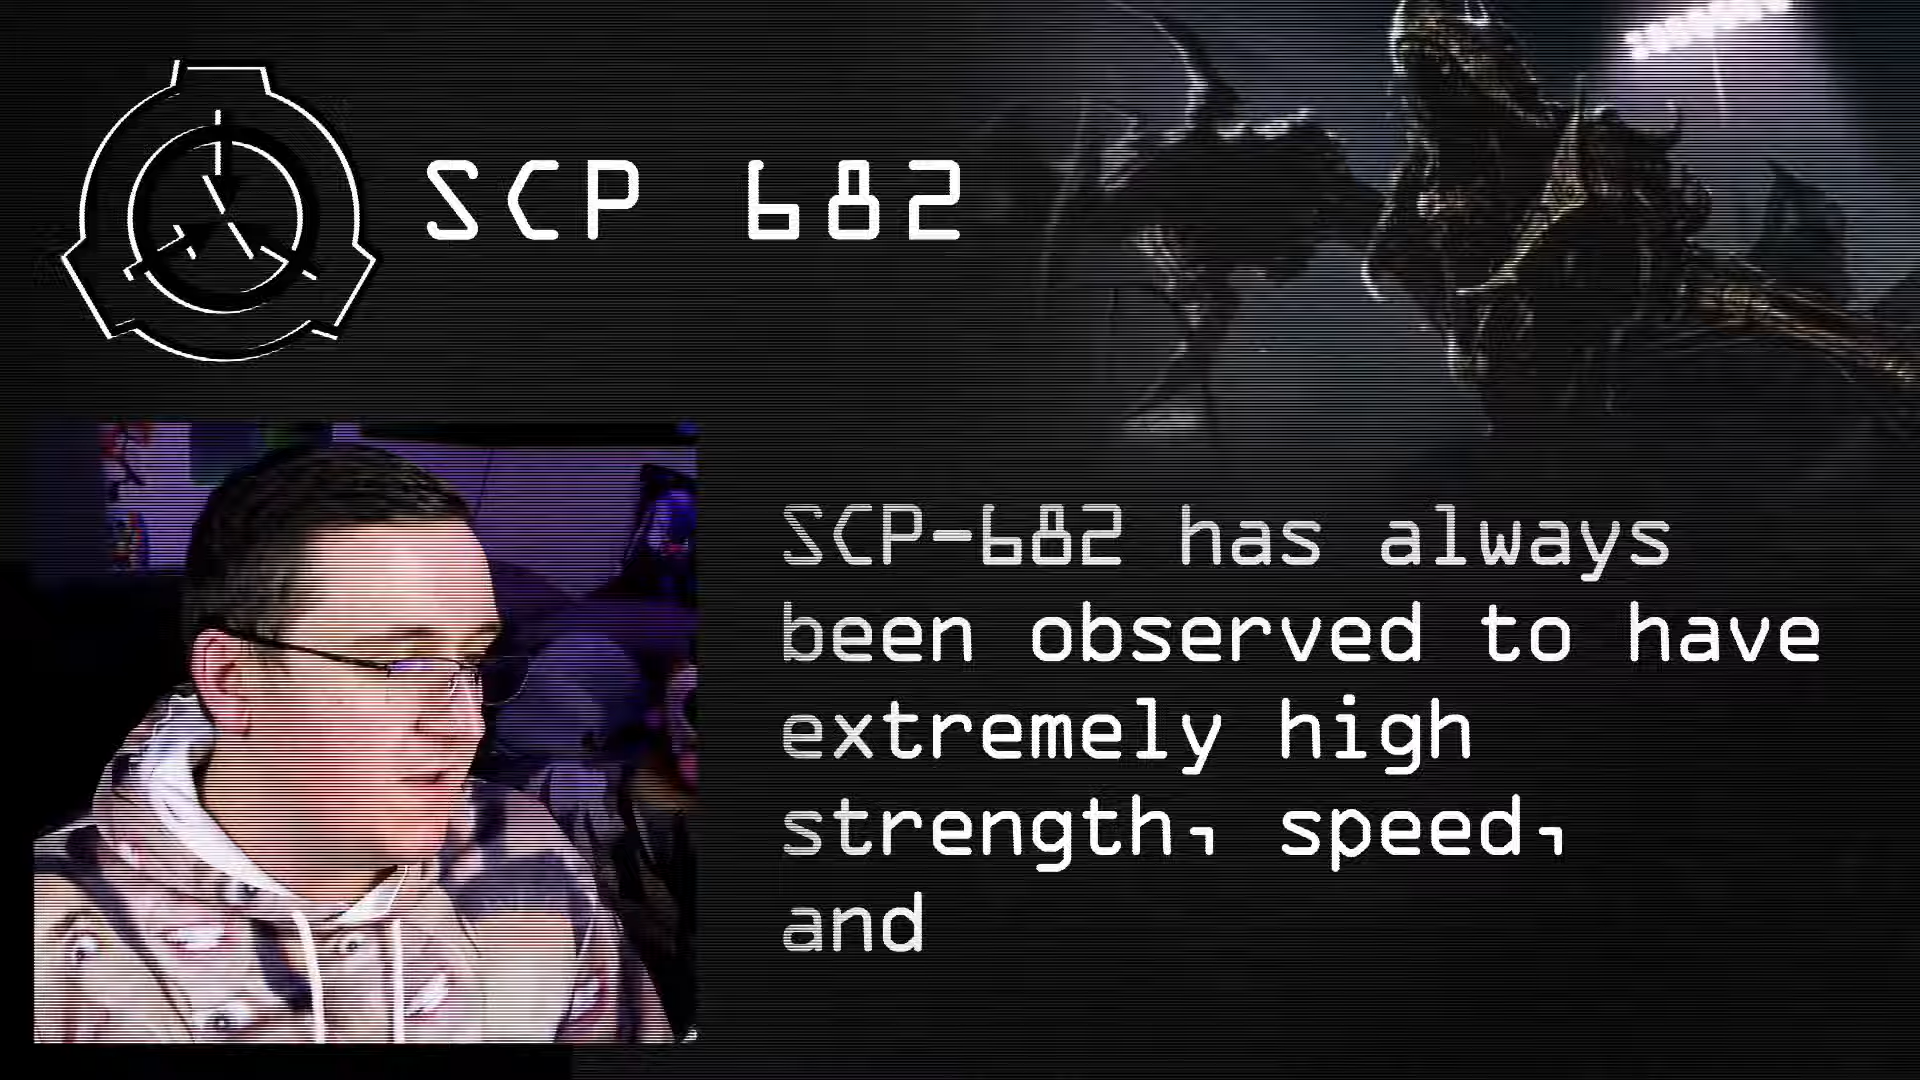 SCP 682
SCP-682 has always
been observed to have
extremely high
strength, speed,
and